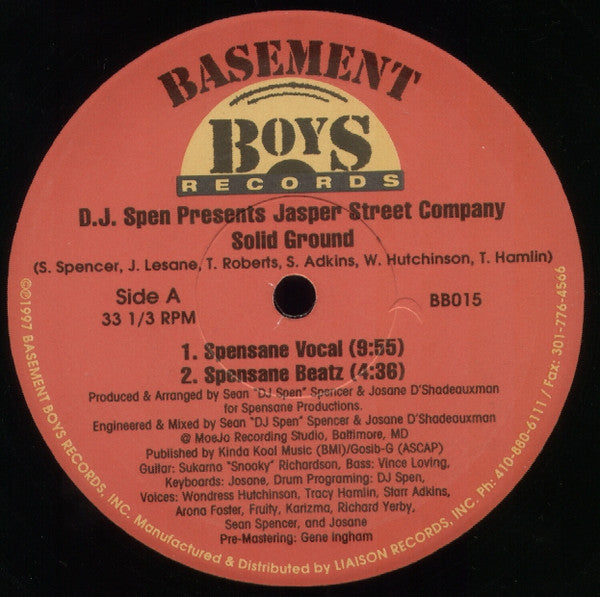 BASEMENT
BOYS
RECORDS
D.J. Spen Presents Jasper Street Company
Solid Ground
(S. Spencer, J. Lesane, T. Roberts, S. Adkins, W. Hutchinson, T. Hamlin)
Side A
33 1/3 RPM
BB015
1. Spensane Vocal (9:55)
2. Spensane Beatz (4:36)
Produced & Arranged by Sean "DJ Spen" Spencer & Josane D'Shadeauxman
for Spensane Productions.
Engineered & Mixed by Sean "DJ Spen" Spencer & Josane D'Shadeauxman
@ MoeJo Recording Studio, Baltimore, MD
Published by Kinda Kool Music (BMI)/Gosib-G (ASCAP)
Guitar: Sukarno "Snooky" Richardson, Bass: Vince Loving,
Keyboards: Josone, Drum Programing: DJ Spen,
Voices: Wondress Hutchinson, Tracy Hamlin, Starr Adkins,
Arona Foster, Fruity, Karizma, Richard Yerby,
Sean Spencer, and Josane
Pre-Mastering: Gene Ingham
©℗1997 BASEMENT BOYS RECORDS, INC. Manufactured & Distributed by LIAISON RECORDS, INC. Ph: 410-880-6111 / Fax: 301-776-4566